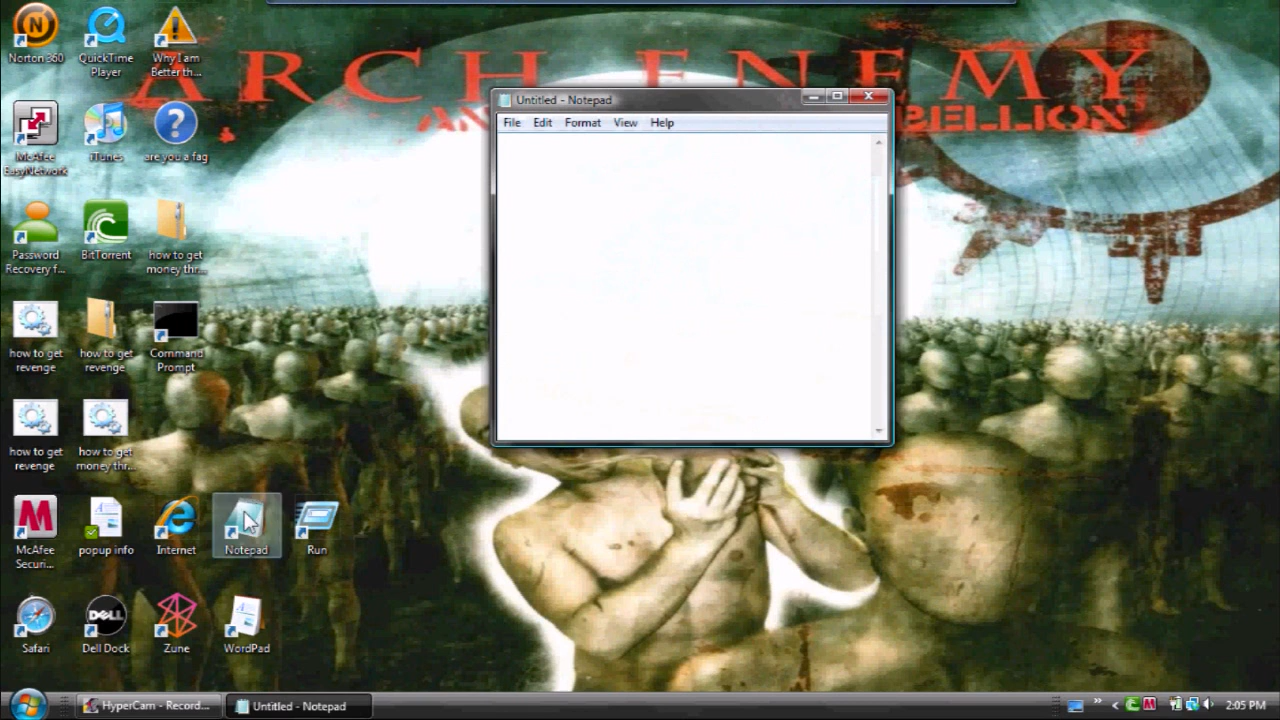 ARCH ENEMY
AN
BELLION
Norton 360
QuickTime
Player
Why I am
Better th...
McAfee
EasyNetwork
iTunes
are you a fag
Password
Recovery f...
BitTorrent
how to get
money thr...
how to get
revenge
how to get
revenge
Command
Prompt
how to get
revenge
how to get
money thr...
McAfee
Securi...
popup info
Internet
Notepad
Run
Safari
DELL
Dell Dock
Zune
WordPad
Untitled - Notepad
File Edit Format View Help
HyperCam - Record...
Untitled - Notepad
2:05 PM